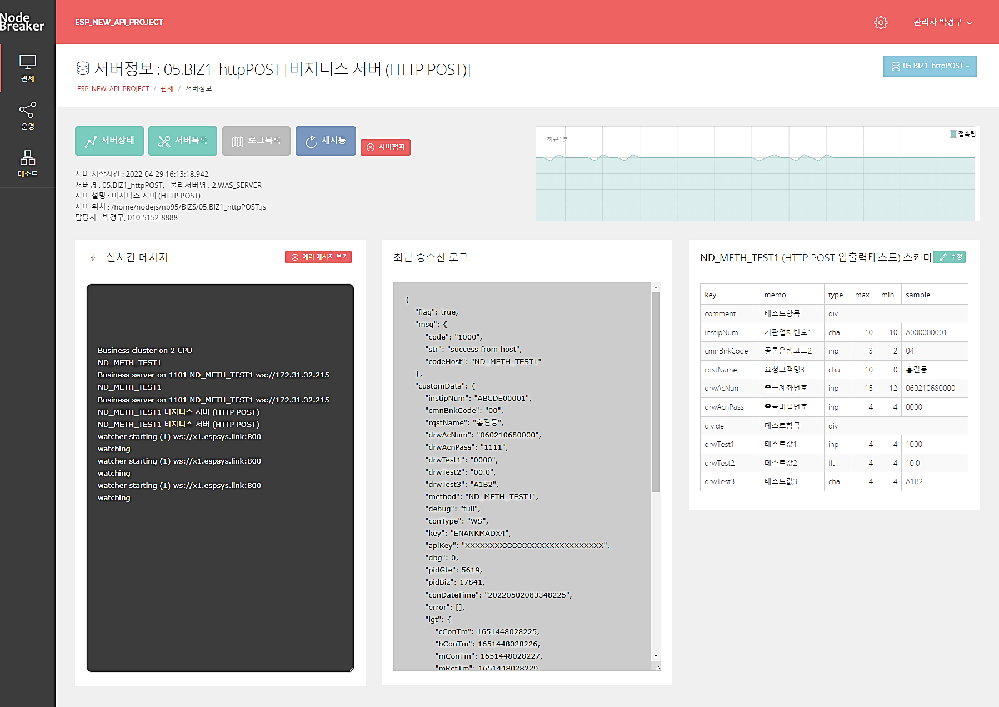 Node
Breaker
ESP_NEW_API_PROJECT
관리자 박경구
관제
운영
메소드
서버정보 : 05.BIZ1_httpPOST [비지니스 서버 (HTTP POST)]
05.BIZ1_httpPOST
ESP_NEW_API_PROJECT / 관제 / 서버정보
서버상태
서버목록
로그목록
재시동
서버정지
최근1분
접속량
서버 시작시간 : 2022-04-29 16:13:18.942
서버명 : 05.BIZ1_httpPOST, 물리서버명 : 2.WAS_SERVER
서버 설명 : 비지니스 서버 (HTTP POST)
서버 위치 : /home/nodejs/nb95/BIZS/05.BIZ1_httpPOST.js
담당자 : 박경구, 010-5152-8888
실시간 메시지
에러 메시지 보기
Business cluster on 2 CPU
ND_METH_TEST1
Business server on 1101 ND_METH_TEST1 ws://172.31.32.215
ND_METH_TEST1
Business server on 1101 ND_METH_TEST1 ws://172.31.32.215
ND_METH_TEST1 비지니스 서버 (HTTP POST)
ND_METH_TEST1 비지니스 서버 (HTTP POST)
watcher starting (1) ws://x1.espsys.link:800
watching
watcher starting (1) ws://x1.espsys.link:800
watching
watcher starting (1) ws://x1.espsys.link:800
watching
최근 송수신 로그
{
"flag": true,
"msg": {
"code": "1000",
"str": "success from host",
"codeHost": "ND_METH_TEST1"
},
"customData": {
"instipNum": "ABCDE00001",
"cmnBnkCode": "00",
"rqstName": "홍길동",
"drwAcNum": "060210680000",
"drwAcnPass": "1111",
"drwTest1": "0000",
"drwTest2": "00.0",
"drwTest3": "A1B2",
"method": "ND_METH_TEST1",
"debug": "full",
"conType": "WS",
"key": "ENANKMADX4",
"apiKey": "XXXXXXXXXXXXXXXXXXXXXXXXXXXX",
"dbg": 0,
"pidGte": 5619,
"pidBiz": 17841,
"conDateTime": "20220502083348225",
"error": [],
"lgt": {
"cConTm": 1651448028225,
"bConTm": 1651448028226,
"mConTm": 1651448028227,
"mRetTm": 1651448028229,
ND_METH_TEST1 (HTTP POST 입출력테스트) 스키마
수정
key memo type max min sample
comment 테스트항목 div
instipNum 기관업체번호1 cha 10 10 A000000001
cmnBnkCode 공통은행코드2 inp 3 2 04
rqstName 요청고객명3 cha 10 0 홍길동
drwAcNum 출금계좌번호 inp 15 12 060210680000
drwAcnPass 출금비밀번호 inp 4 4 0000
divide 테스트항목 div
drwTest1 테스트값1 inp 4 4 1000
drwTest2 테스트값2 flt 4 4 10.0
drwTest3 테스트값3 cha 4 4 A1B2